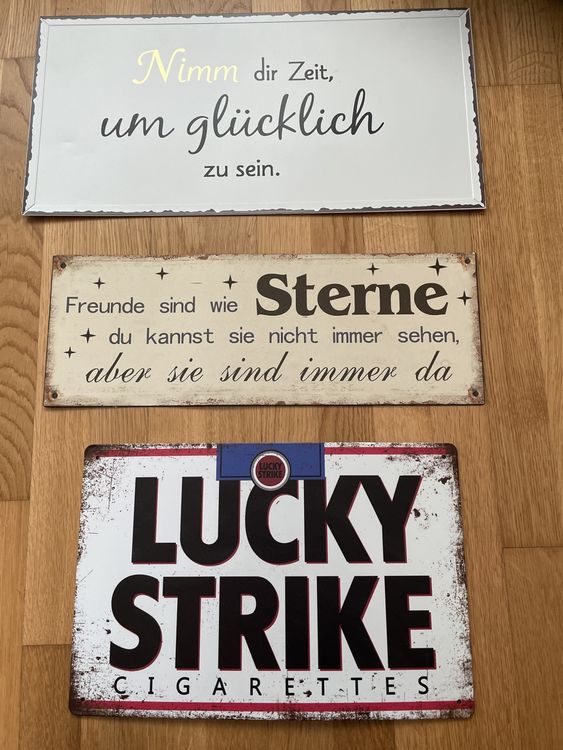 Nimm dir Zeit,
um glücklich
zu sein.
Freunde sind wie Sterne
du kannst sie nicht immer sehen,
aber sie sind immer da
LUCKY
STRIKE
LUCKY
STRIKE
CIGARETTES